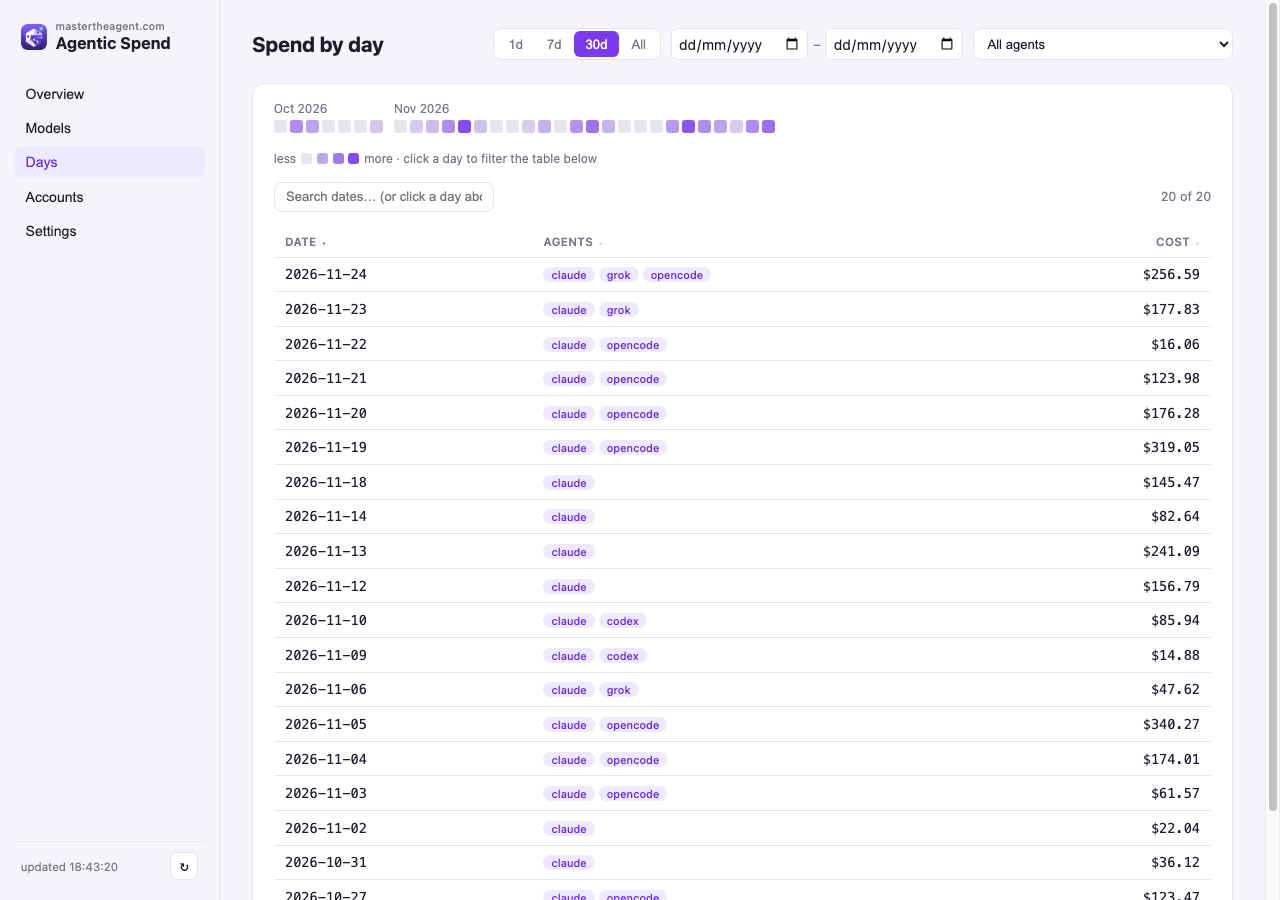 mastertheagent.com
Agentic Spend
Overview
Models
Days
Accounts
Settings
updated 18:43:20
Spend by day
1d 7d 30d All dd/mm/yyyy – dd/mm/yyyy All agents
Oct 2026 Nov 2026
less more · click a day to filter the table below
Search dates… (or click a day abo
20 of 20
DATE AGENTS COST
2026-11-24 claude grok opencode $256.59
2026-11-23 claude grok $177.83
2026-11-22 claude opencode $16.06
2026-11-21 claude opencode $123.98
2026-11-20 claude opencode $176.28
2026-11-19 claude opencode $319.05
2026-11-18 claude $145.47
2026-11-14 claude $82.64
2026-11-13 claude $241.09
2026-11-12 claude $156.79
2026-11-10 claude codex $85.94
2026-11-09 claude codex $14.88
2026-11-06 claude grok $47.62
2026-11-05 claude opencode $340.27
2026-11-04 claude opencode $174.01
2026-11-03 claude opencode $61.57
2026-11-02 claude $22.04
2026-10-31 claude $36.12
2026-10-27 claude opencode $123.47